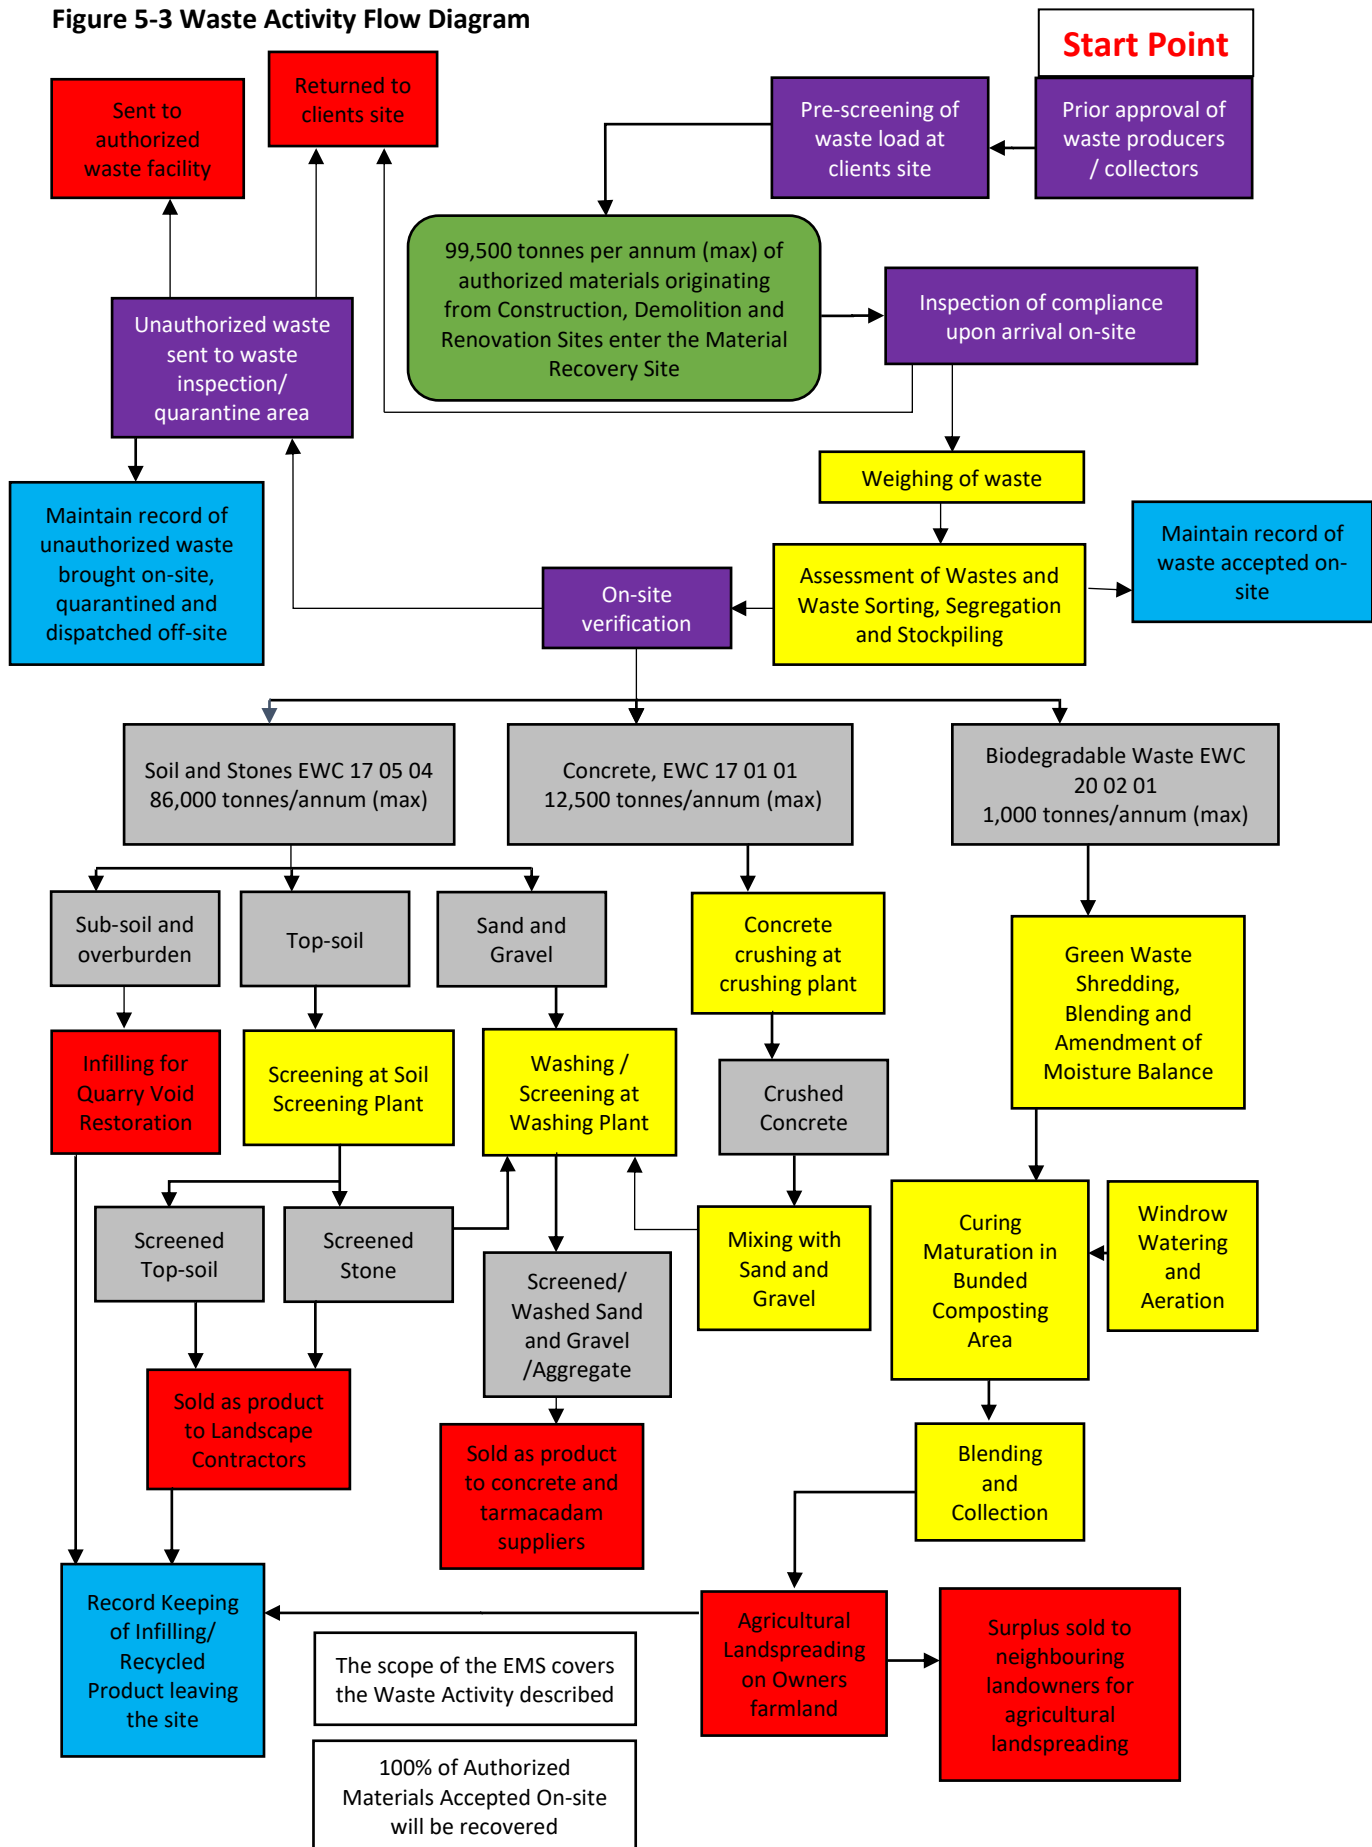 Figure 5-3 Waste Activity Flow Diagram
Start Point
Sent to
authorized
waste facility
Returned to
clients site
Pre-screening of
waste load at
clients site
Prior approval of
waste producers
/ collectors
99,500 tonnes per annum (max) of
authorized materials originating
from Construction, Demolition and
Renovation Sites enter the Material
Recovery Site
Inspection of compliance
upon arrival on-site
Unauthorized waste
sent to waste
inspection/
quarantine area
Weighing of waste
Maintain record of
unauthorized waste
brought on-site,
quarantined and
dispatched off-site
On-site
verification
Assessment of Wastes and
Waste Sorting, Segregation
and Stockpiling
Maintain record of
waste accepted on-
site
Soil and Stones EWC 17 05 04
86,000 tonnes/annum (max)
Concrete, EWC 17 01 01
12,500 tonnes/annum (max)
Biodegradable Waste EWC
20 02 01
1,000 tonnes/annum (max)
Sub-soil and
overburden
Top-soil
Sand and
Gravel
Concrete
crushing at
crushing plant
Green Waste
Shredding,
Blending and
Amendment of
Moisture Balance
Infilling for
Quarry Void
Restoration
Screening at Soil
Screening Plant
Washing /
Screening at
Washing Plant
Crushed
Concrete
Screened
Top-soil
Screened
Stone
Screened/
Washed Sand
and Gravel
/Aggregate
Mixing with
Sand and
Gravel
Curing
Maturation in
Bunded
Composting
Area
Windrow
Watering
and
Aeration
Sold as product
to Landscape
Contractors
Sold as product
to concrete and
tarmacadam
suppliers
Blending
and
Collection
Record Keeping
of Infilling/
Recycled
Product leaving
the site
The scope of the EMS covers
the Waste Activity described
Agricultural
Landspreading
on Owners
farmland
Surplus sold to
neighbouring
landowners for
agricultural
landspreading
100% of Authorized
Materials Accepted On-site
will be recovered